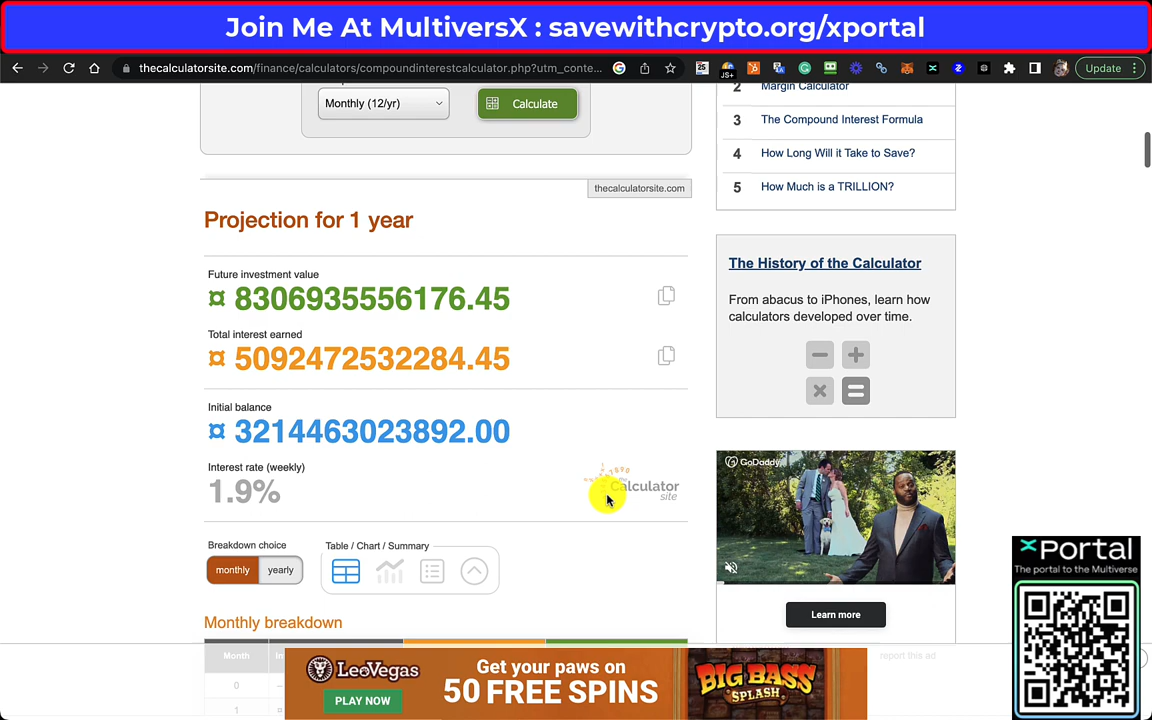 Join Me At MultiversX : savewithcrypto.org/xportal
thecalculatorsite.com/finance/calculators/compoundinterestcalculator.php?utm_conte...
Update
Monthly (12/yr)
Calculate
2 Margin Calculator
3 The Compound Interest Formula
4 How Long Will it Take to Save?
5 How Much is a TRILLION?
thecalculatorsite.com
Projection for 1 year
Future investment value
¤ 8306935556176.45
Total interest earned
¤ 5092472532284.45
Initial balance
¤ 3214463023892.00
Interest rate (weekly)
1.9%
Calculator
site
The History of the Calculator
From abacus to iPhones, learn how
calculators developed over time.
GoDaddy
Learn more
report this ad
Breakdown choice
monthly yearly
Table / Chart / Summary
Monthly breakdown
Month
0
1
LeoVegas
PLAY NOW
Get your paws on
50 FREE SPINS
BIG BASS
SPLASH
Portal
The portal to the Multiverse